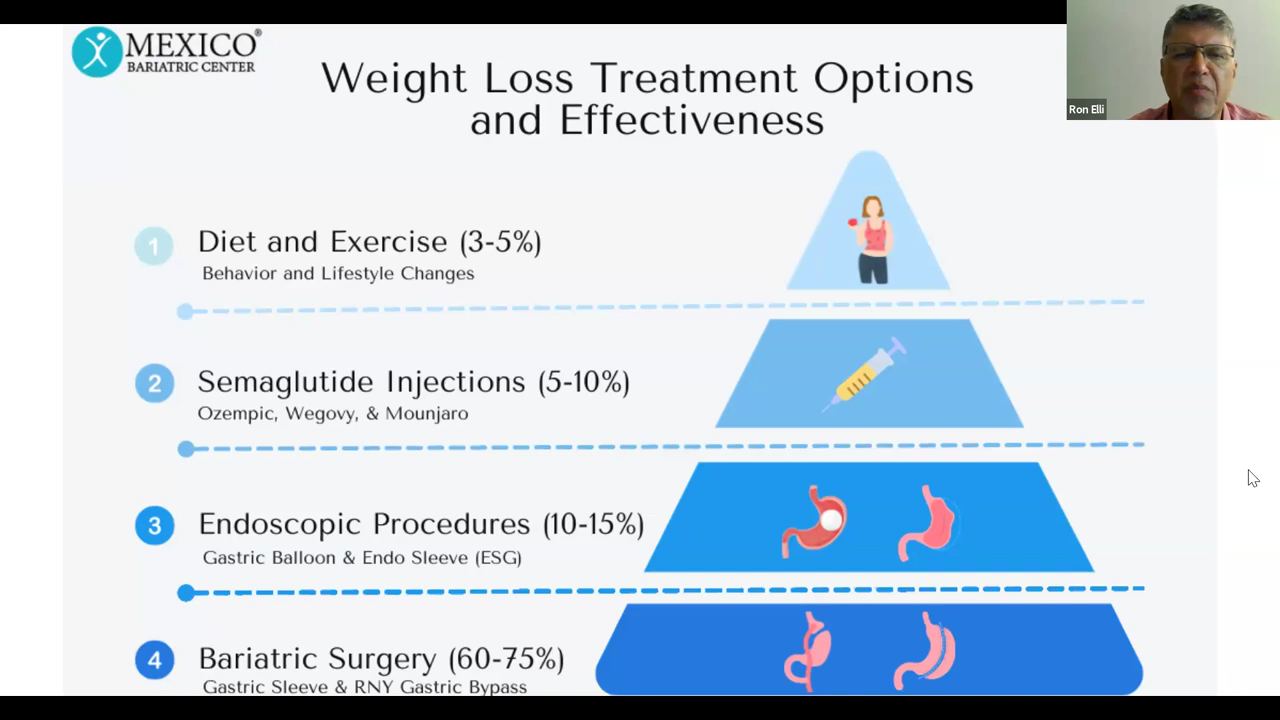 MEXICO®
BARIATRIC CENTER
Ron Elli
Weight Loss Treatment Options
and Effectiveness
1 Diet and Exercise (3-5%)
Behavior and Lifestyle Changes
2 Semaglutide Injections (5-10%)
Ozempic, Wegovy, & Mounjaro
3 Endoscopic Procedures (10-15%)
Gastric Balloon & Endo Sleeve (ESG)
4 Bariatric Surgery (60-75%)
Gastric Sleeve & RNY Gastric Bypass